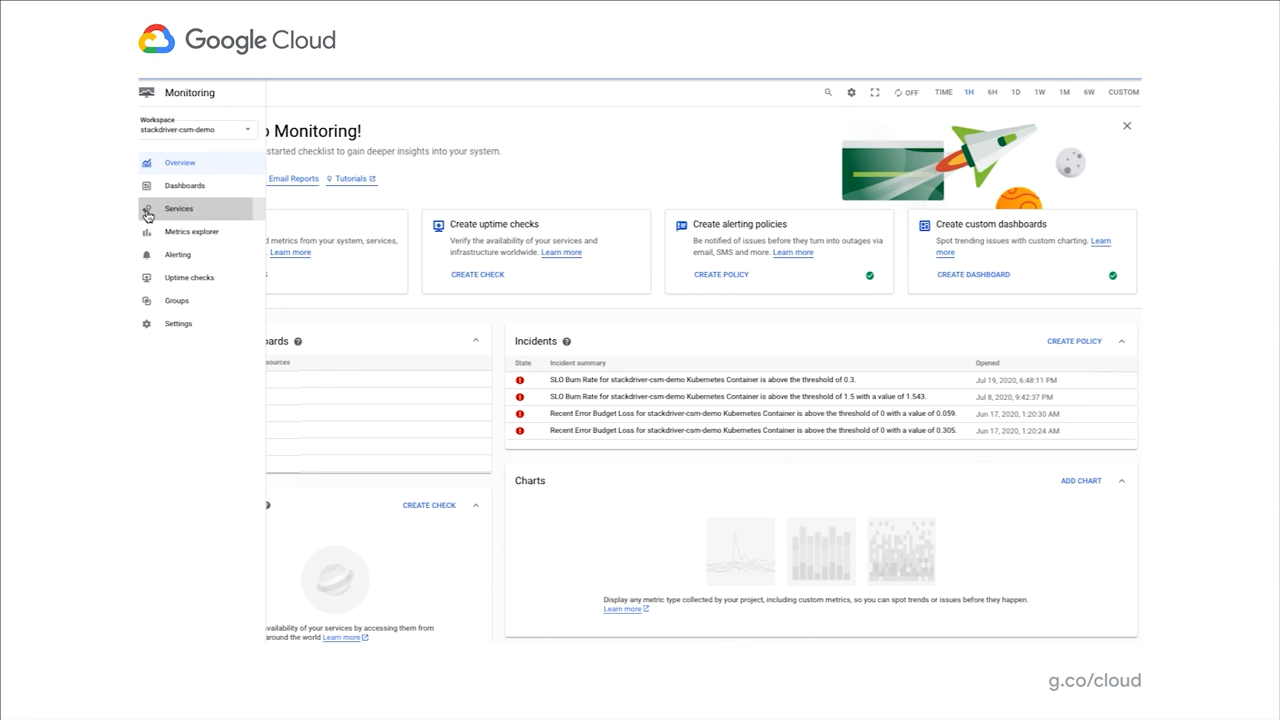 Google Cloud
Monitoring
OFF
TIME
1H
6H
1D
1W
1M
6W
CUSTOM
Workspace
stackdriver-csm-demo
Overview
Dashboards
Services
Metrics explorer
Alerting
Uptime checks
Groups
Settings
Monitoring!
started checklist to gain deeper insights into your system.
Email Reports
Tutorials
metrics from your system, services,
Learn more
Create uptime checks
Verify the availability of your services and
infrastructure worldwide. Learn more
CREATE CHECK
Create alerting policies
Be notified of issues before they turn into outages via
email, SMS and more. Learn more
CREATE POLICY
Create custom dashboards
Spot trending issues with custom charting. Learn
more
CREATE DASHBOARD
Incidents
CREATE POLICY
State Incident summary Opened
SLO Burn Rate for stackdriver-csm-demo Kubernetes Container is above the threshold of 0.3. Jul 19, 2020, 6:48:11 PM
SLO Burn Rate for stackdriver-csm-demo Kubernetes Container is above the threshold of 1.5 with a value of 1.543. Jul 8, 2020, 9:42:37 PM
Recent Error Budget Loss for stackdriver-csm-demo Kubernetes Container is above the threshold of 0 with a value of 0.059. Jun 17, 2020, 1:20:30 AM
Recent Error Budget Loss for stackdriver-csm-demo Kubernetes Container is above the threshold of 0 with a value of 0.305. Jun 17, 2020, 1:20:24 AM
CREATE CHECK
around the world Learn more
Charts
ADD CHART
Display any metric type collected by your project, including custom metrics, so you can spot trends or issues before they happen.
Learn more
of your services by accessing them from
g.co/cloud